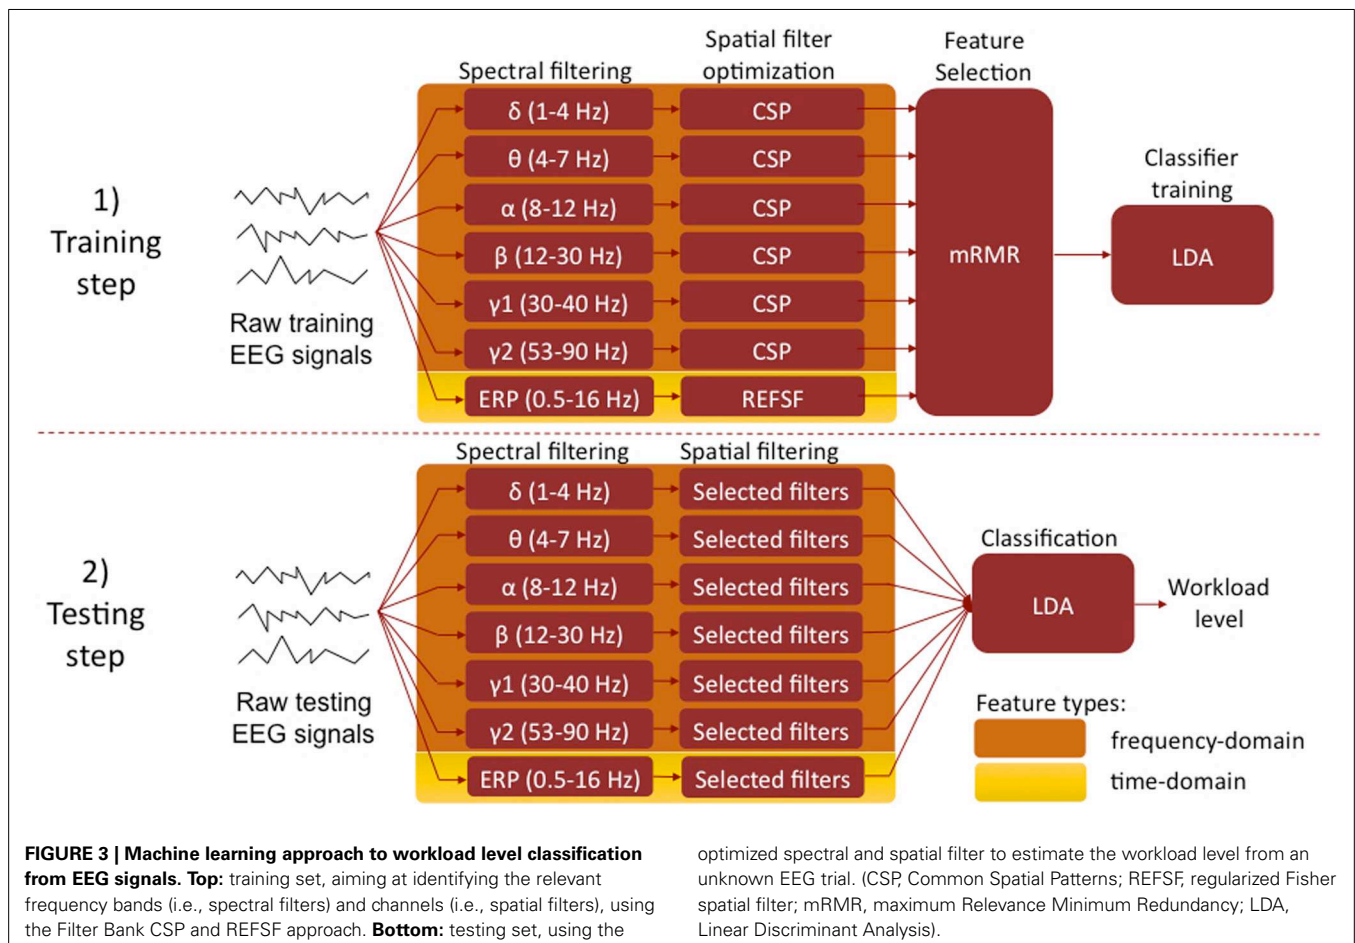 Spectral filtering
Spatial filter
optimization
Feature
Selection
1)
Training
step
Raw training
EEG signals
δ (1-4 Hz)
CSP
θ (4-7 Hz)
CSP
α (8-12 Hz)
CSP
β (12-30 Hz)
CSP
γ1 (30-40 Hz)
CSP
γ2 (53-90 Hz)
CSP
ERP (0.5-16 Hz)
REFSF
mRMR
Classifier
training
LDA
Spectral filtering
Spatial filtering
2)
Testing
step
Raw testing
EEG signals
δ (1-4 Hz)
Selected filters
θ (4-7 Hz)
Selected filters
α (8-12 Hz)
Selected filters
β (12-30 Hz)
Selected filters
γ1 (30-40 Hz)
Selected filters
γ2 (53-90 Hz)
Selected filters
ERP (0.5-16 Hz)
Selected filters
Classification
LDA
Workload
level
Feature types:
frequency-domain
time-domain
FIGURE 3 | Machine learning approach to workload level classification
from EEG signals. Top: training set, aiming at identifying the relevant
frequency bands (i.e., spectral filters) and channels (i.e., spatial filters), using
the Filter Bank CSP and REFSF approach. Bottom: testing set, using the
optimized spectral and spatial filter to estimate the workload level from an
unknown EEG trial. (CSP, Common Spatial Patterns; REFSF, regularized Fisher
spatial filter; mRMR, maximum Relevance Minimum Redundancy; LDA,
Linear Discriminant Analysis).